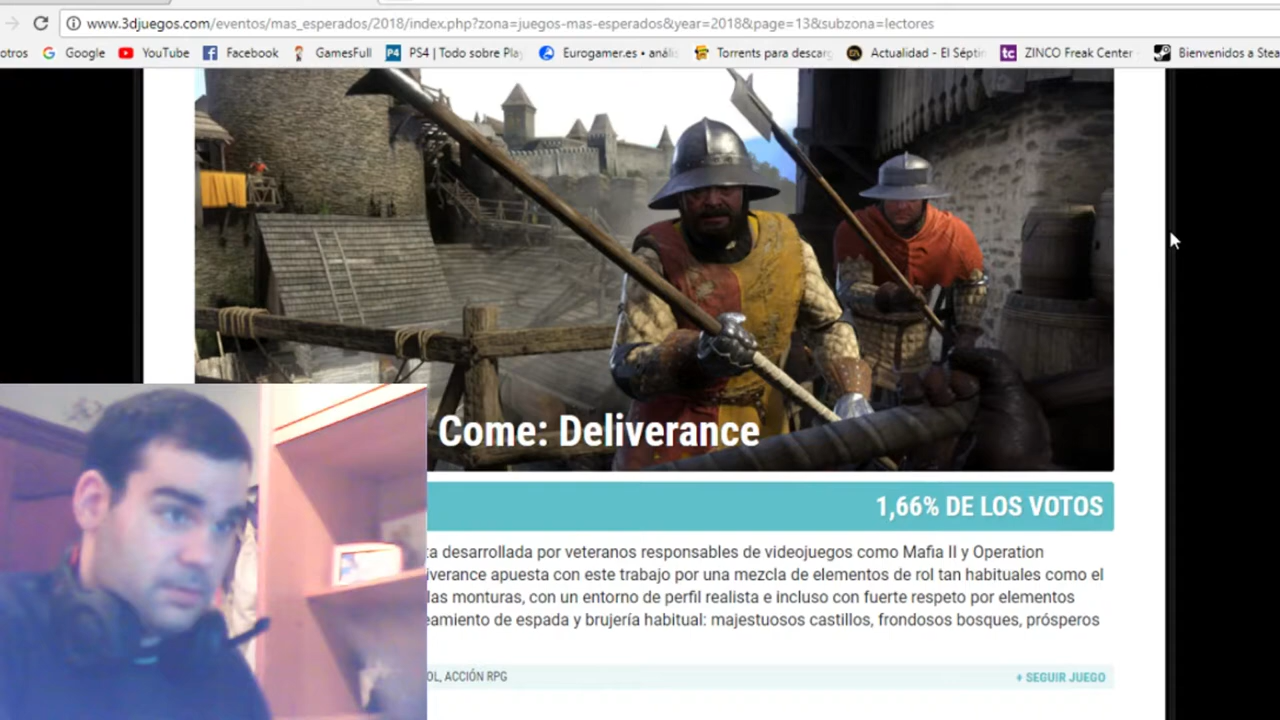 www.3djuegos.com/eventos/mas_esperados/2018/index.php?zona=juegos-mas-esperados&year=2018&page=13&subzona=lectores
otros Google YouTube Facebook GamesFull PS4 | Todo sobre Play Eurogamer.es • anális Torrents para descarg Actualidad - El Séptim ZINCO Freak Center Bienvenidos a Stea
Come: Deliverance
1,66% DE LOS VOTOS
ta desarrollada por veteranos responsables de videojuegos como Mafia II y Operation
iverance apuesta con este trabajo por una mezcla de elementos de rol tan habituales como el
las monturas, con un entorno de perfil realista e incluso con fuerte respeto por elementos
eamiento de espada y brujería habitual: majestuosos castillos, frondosos bosques, prósperos
OL, ACCIÓN RPG
+ SEGUIR JUEGO